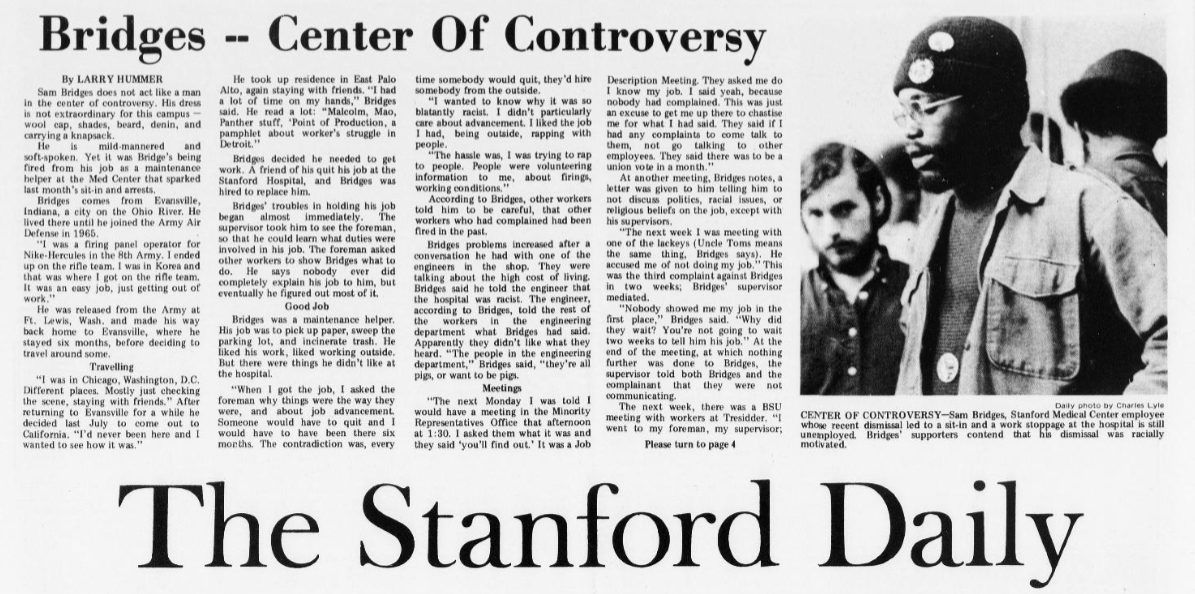 Bridges -- Center Of Controversy
By LARRY HUMMER
Sam Bridges does not act like a man
in the center of controversy. His dress
is not extraordinary for this campus —
wool cap, shades, beard, denin, and
carrying a knapsack.
He is mild-mannered and
soft-spoken. Yet it was Bridge's being
fired from his job as a maintenance
helper at the Med Center that sparked
last month's sit-in and arrests.
Bridges comes from Evansville,
Indiana, a city on the Ohio River. He
lived there until he joined the Army Air
Defense in 1965.
"I was a firing panel operator for
Nike-Hercules in the 8th Army. I ended
up on the rifle team. I was in Korea and
that was where I got on the rifle team.
It was an easy job, just getting out of
work."
He was released from the Army at
Ft. Lewis, Wash. and made his way
back home to Evansville, where he
stayed six months, before deciding to
travel around some.
Travelling
"I was in Chicago, Washington, D.C.
Different places. Mostly just checking
the scene, staying with friends." After
returning to Evansville for a while he
decided last July to come out to
California. "I'd never been here and I
wanted to see how it was."
He took up residence in East Palo
Alto, again staying with friends. "I had
a lot of time on my hands," Bridges
said. He read a lot: "Malcolm, Mao,
Panther stuff, 'Point of Production, a
pamphlet about worker's struggle in
Detroit."
Bridges decided he needed to get
work. A friend of his quit his job at the
Stanford Hospital, and Bridges was
hired to replace him.
Bridges' troubles in holding his job
began almost immediately. The
supervisor took him to see the foreman,
so that he could learn what duties were
involved in his job. The foreman asked
other workers to show Bridges what to
do. He says nobody ever did
completely explain his job to him, but
eventually he figured out most of it.
Good Job
Bridges was a maintenance helper.
His job was to pick up paper, sweep the
parking lot, and incinerate trash. He
liked his work, liked working outside.
But there were things he didn't like at
the hospital.
"When I got the job, I asked the
foreman why things were the way they
were, and about job advancement.
Someone would have to quit and I
would have to have been there six
months. The contradiction was, every
time somebody would quit, they'd hire
somebody from the outside.
"I wanted to know why it was so
blatantly racist. I didn't particularly
care about advancement. I liked the job
I had, being outside, rapping with
people.
"The hassle was, I was trying to rap
to people. People were volunteering
information to me, about firings,
working conditions."
According to Bridges, other workers
told him to be careful, that other
workers who had complained had been
fired in the past.
Bridges problems increased after a
conversation he had with one of the
engineers in the shop. They were
talking about the high cost of living.
Bridges said he told the engineer that
the hospital was racist. The engineer,
according to Bridges, told the rest of
the workers in the engineering
department what Bridges had said.
Apparently they didn't like what they
heard. "The people in the engineering
department," Bridges said, "they're all
pigs, or want to be pigs.
Meetings
"The next Monday I was told I
would have a meeting in the Minority
Representatives Office that afternoon
at 1:30. I asked them what it was and
they said 'you'll find out.' It was a Job
Description Meeting. They asked me do
I know my job. I said yeah, because
nobody had complained. This was just
an excuse to get me up there to chastise
me for what I had said. They said if I
had any complaints to come talk to
them, not go talking to other
employees. They said there was to be a
union vote in a month."
At another meeting, Bridges notes, a
letter was given to him telling him to
not discuss politics, racial issues, or
religious beliefs on the job, except with
his supervisors.
"The next week I was meeting with
one of the lackeys (Uncle Toms means
the same thing, Bridges says). He
accused me of not doing my job." This
was the third complaint against Bridges
in two weeks; Bridges' supervisor
mediated.
"Nobody showed me my job in the
first place," Bridges said. "Why did
they wait? You're not going to wait
two weeks to tell him his job." At the
end of the meeting, at which nothing
further was done to Bridges, the
supervisor told both Bridges and the
complainant that they were not
communicating.
The next week, there was a BSU
meeting with workers at Tresidder. "I
went to my foreman, my supervisor;
Please turn to page 4
Daily photo by Charles Lyle
CENTER OF CONTROVERSY—Sam Bridges, Stanford Medical Center employee
whose recent dismissal led to a sit-in and a work stoppage at the hospital is still
unemployed. Bridges' supporters contend that his dismissal was racially
motivated.
The Stanford Daily